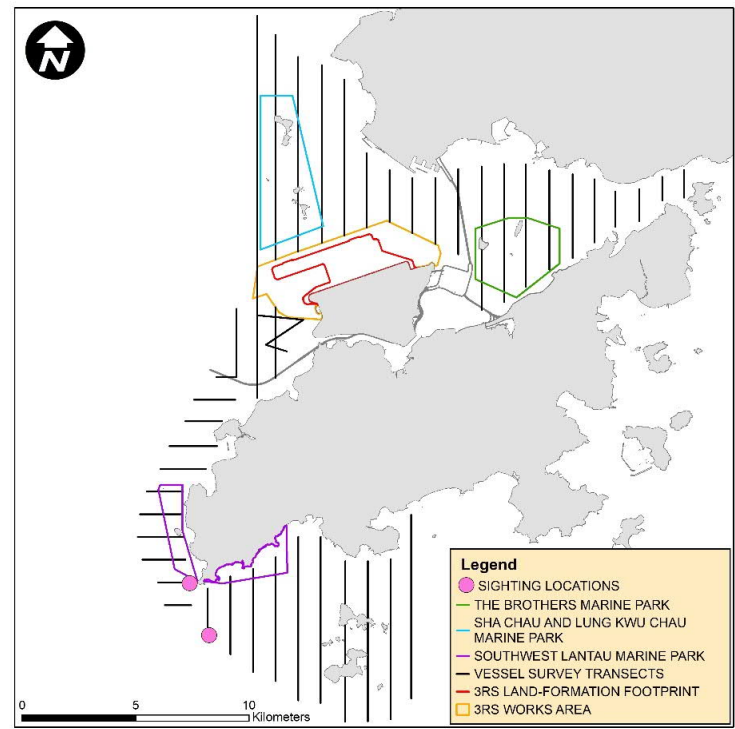 N
Legend
SIGHTING LOCATIONS
THE BROTHERS MARINE PARK
SHA CHAU AND LUNG KWU CHAU
MARINE PARK
SOUTHWEST LANTAU MARINE PARK
VESSEL SURVEY TRANSECTS
3RS LAND-FORMATION FOOTPRINT
3RS WORKS AREA
0 5 10
Kilometers